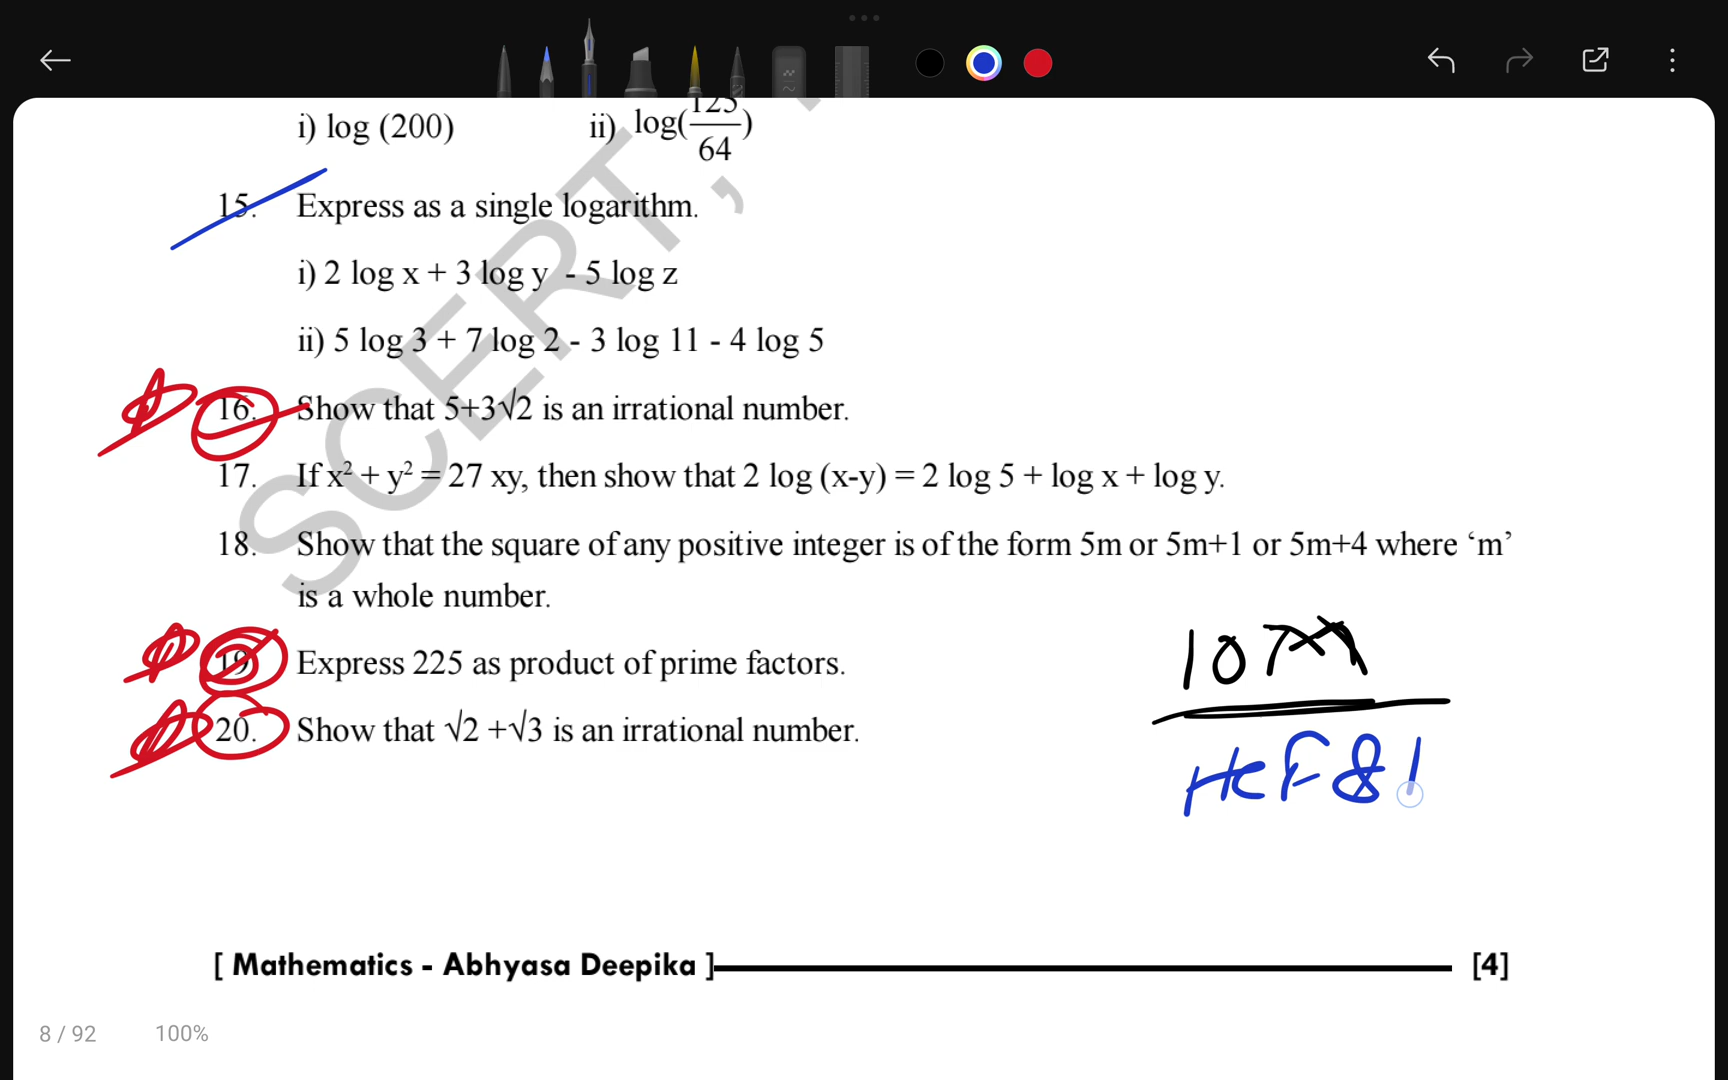 i) log (200) ii) log(125/64)
15. Express as a single logarithm.
i) 2 log x + 3 log y - 5 log z
ii) 5 log 3 + 7 log 2 - 3 log 11 - 4 log 5
16. Show that 5+3√2 is an irrational number.
17. If x² + y² = 27 xy, then show that 2 log (x-y) = 2 log 5 + log x + log y.
18. Show that the square of any positive integer is of the form 5m or 5m+1 or 5m+4 where ‘m’
is a whole number.
19. Express 225 as product of prime factors.
20. Show that √2 +√3 is an irrational number.
HCF &
[ Mathematics - Abhyasa Deepika ] [4]
8 / 92 100%
SCERT,